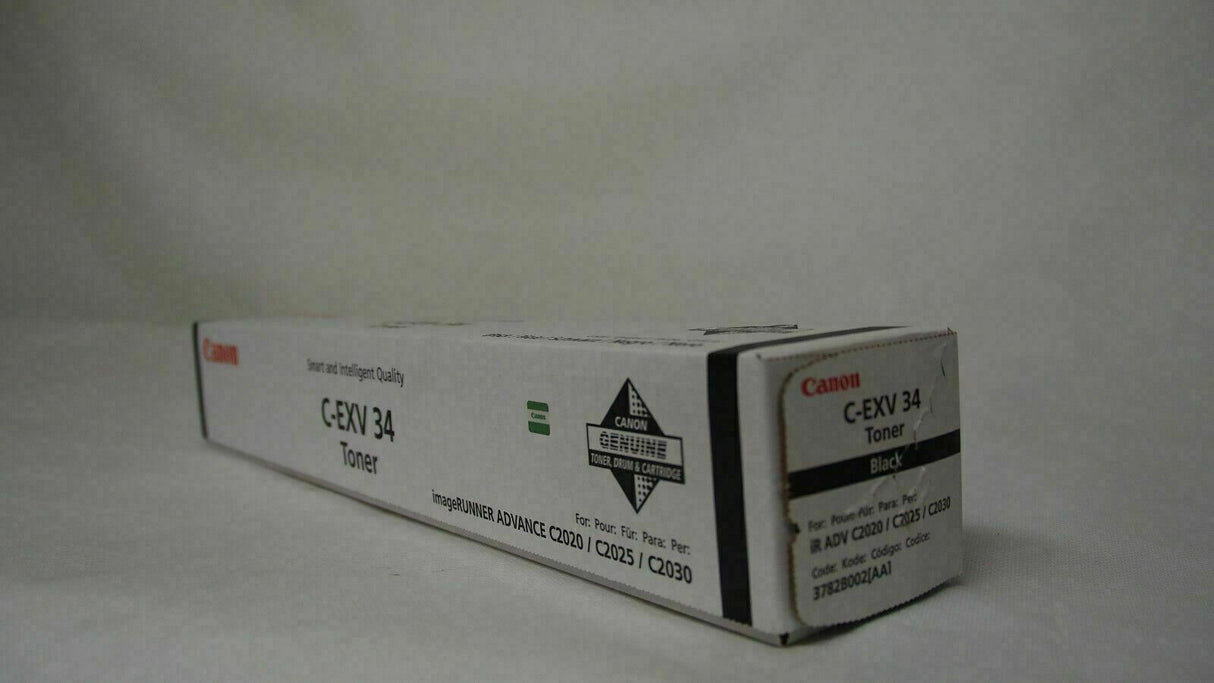 Canon
Smart and Intelligent Quality
C-EXV 34
Toner
Canon
CANON
GENUINE
TONER, DRUM & CARTRIDGE
For: Pour: Für: Para: Per:
imageRUNNER ADVANCE C2020 / C2025 / C2030
Canon
C-EXV 34
Toner
Black
For: Pour: Für: Para: Per:
iR ADV C2020 / C2025 / C2030
Code: Kode: Código: Codice:
3782B002[AA]